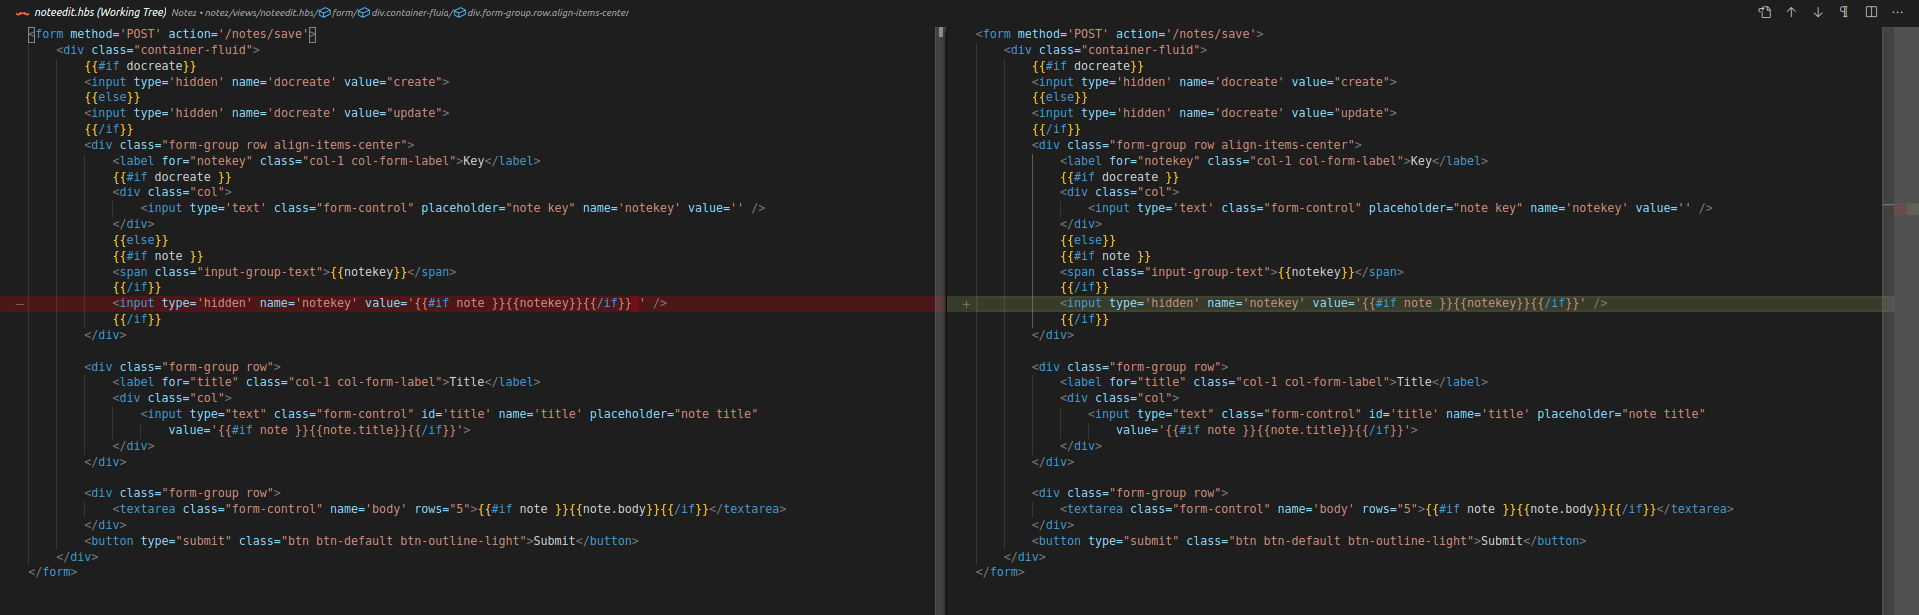 noteedit.hbs (Working Tree) Notez • notez/views/noteedit.hbs/form/div.container-fluid/div.form-group.row.align-items-center
<form method='POST' action='/notes/save'>
<div class="container-fluid">
{{#if docreate}}
<input type='hidden' name='docreate' value="create">
{{else}}
<input type='hidden' name='docreate' value="update">
{{/if}}
<div class="form-group row align-items-center">
<label for="notekey" class="col-1 col-form-label">Key</label>
{{#if docreate }}
<div class="col">
<input type='text' class="form-control" placeholder="note key" name='notekey' value='' />
</div>
{{else}}
{{#if note }}
<span class="input-group-text">{{notekey}}</span>
{{/if}}
<input type='hidden' name='notekey' value='{{#if note }}{{notekey}}{{/if}} ' />
{{/if}}
</div>
<div class="form-group row">
<label for="title" class="col-1 col-form-label">Title</label>
<div class="col">
<input type="text" class="form-control" id='title' name='title' placeholder="note title"
value='{{#if note }}{{note.title}}{{/if}}'>
</div>
</div>
<div class="form-group row">
<textarea class="form-control" name='body' rows="5">{{#if note }}{{note.body}}{{/if}}</textarea>
</div>
<button type="submit" class="btn btn-default btn-outline-light">Submit</button>
</div>
</form>
<form method='POST' action='/notes/save'>
<div class="container-fluid">
{{#if docreate}}
<input type='hidden' name='docreate' value="create">
{{else}}
<input type='hidden' name='docreate' value="update">
{{/if}}
<div class="form-group row align-items-center">
<label for="notekey" class="col-1 col-form-label">Key</label>
{{#if docreate }}
<div class="col">
<input type='text' class="form-control" placeholder="note key" name='notekey' value='' />
</div>
{{else}}
{{#if note }}
<span class="input-group-text">{{notekey}}</span>
{{/if}}
<input type='hidden' name='notekey' value='{{#if note }}{{notekey}}{{/if}}' />
{{/if}}
</div>
<div class="form-group row">
<label for="title" class="col-1 col-form-label">Title</label>
<div class="col">
<input type="text" class="form-control" id='title' name='title' placeholder="note title"
value='{{#if note }}{{note.title}}{{/if}}'>
</div>
</div>
<div class="form-group row">
<textarea class="form-control" name='body' rows="5">{{#if note }}{{note.body}}{{/if}}</textarea>
</div>
<button type="submit" class="btn btn-default btn-outline-light">Submit</button>
</div>
</form>